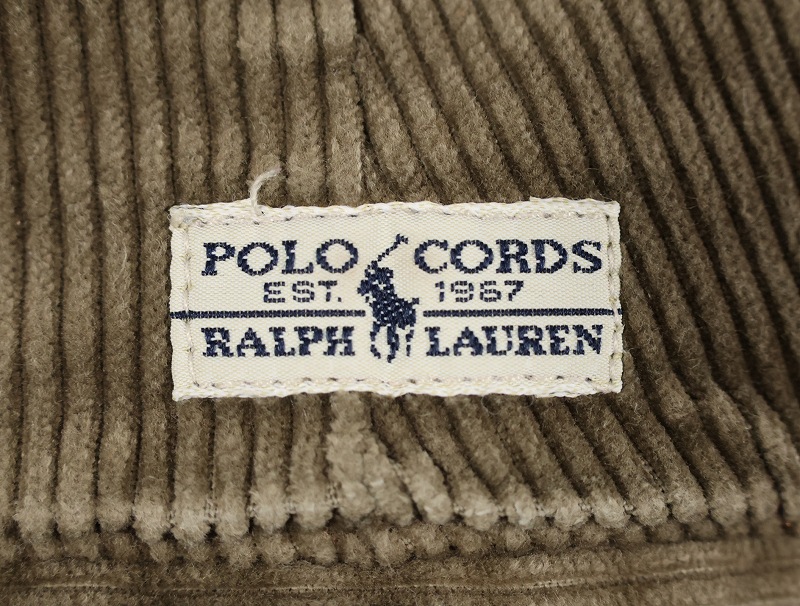 POLO CORDS
EST. 1967
RALPH LAUREN